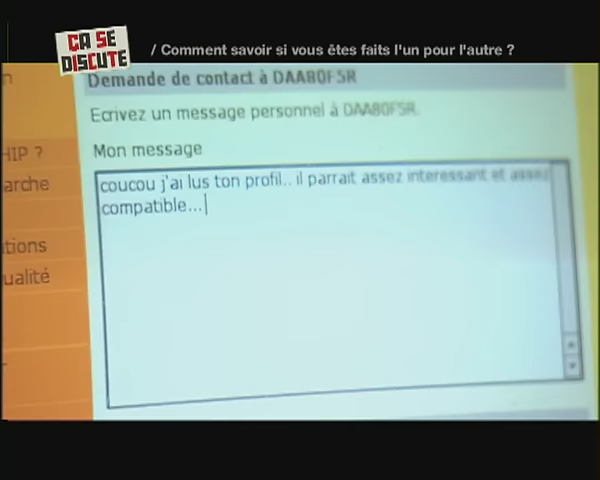 ÇA SE
DISCUTE
/ Comment savoir si vous êtes faits l'un pour l'autre ?
n
Demande de contact à DAA80F5R
Ecrivez un message personnel à DAA80F5R.
HIP ?
Mon message
arche
coucou j'ai lus ton profil.. il parrait assez interessant et assez
compatible...
tions
ualité